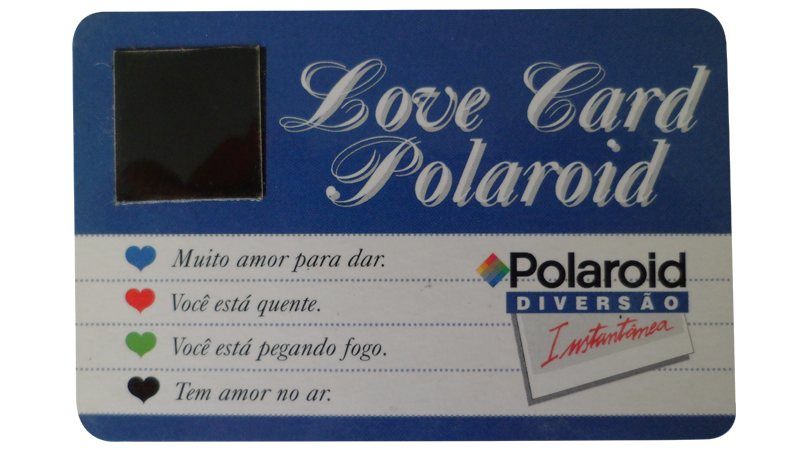 Love Card
Polaroid
Muito amor para dar.
Você está quente.
Você está pegando fogo.
Tem amor no ar.
Polaroid
DIVERSÃO
Instantânea